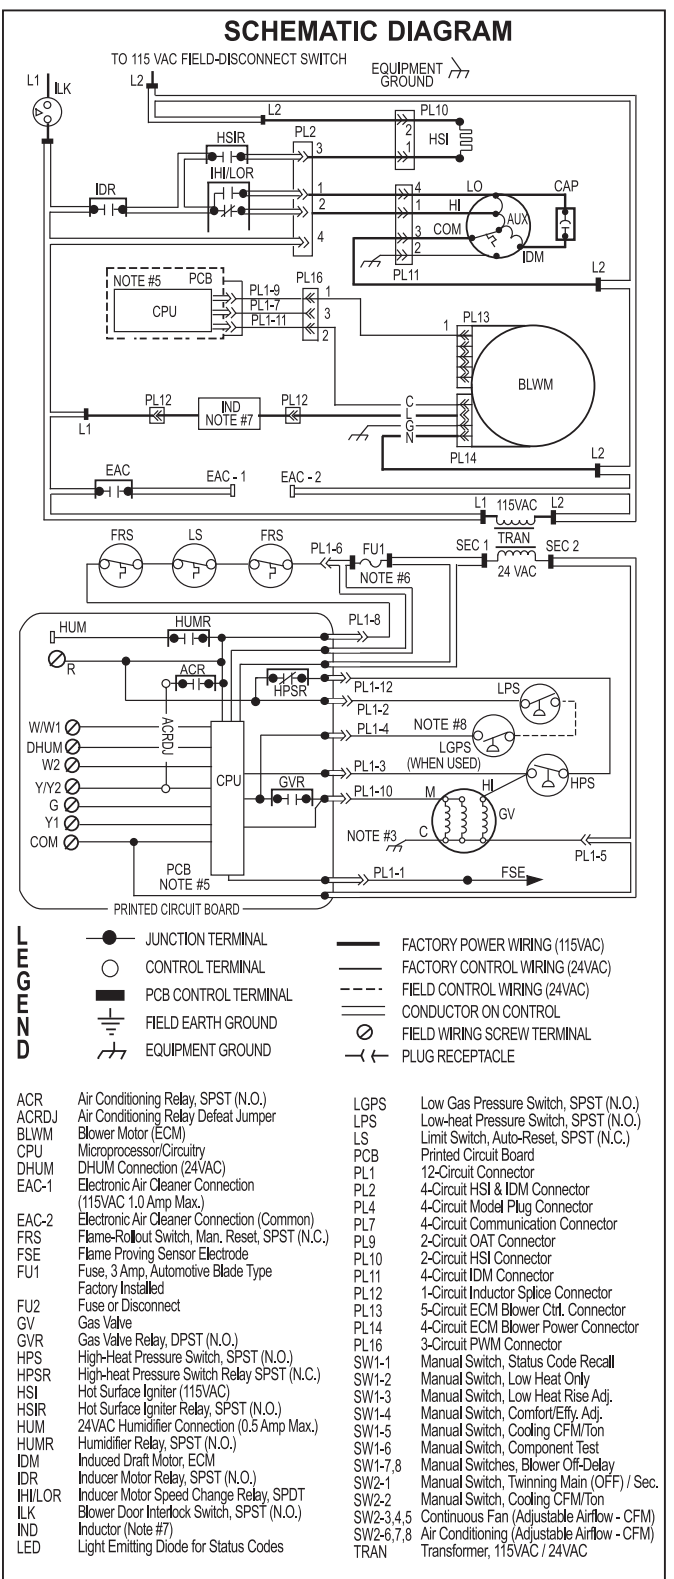 SCHEMATIC DIAGRAM
TO 115 VAC FIELD-DISCONNECT SWITCH
L1
ILK
L2
EQUIPMENT
GROUND
L2
L2
PL10
2
1
HSI
HSIR
PL2
3
IHI/LOR
1
2
4
IDR
4
LO
CAP
1
HI
AUX
3
COM
2
IDM
PL11
L2
NOTE #5
PCB
CPU
PL1-9
PL1-7
PL1-11
PL16
1
3
2
1
PL13
BLWM
C
L
G
N
PL14
L2
L1
PL12
IND
NOTE #7
PL12
EAC
EAC - 1
EAC - 2
L1
115VAC
L2
TRAN
SEC 1
SEC 2
24 VAC
FRS
LS
FRS
PL1-6
FU1
NOTE #6
HUM
HUMR
PL1-8
R
ACR
HPSR
PL1-12
LPS
PL1-2
PL1-4
NOTE #8
LGPS
(WHEN USED)
W/W1
DHUM
W2
Y/Y2
G
Y1
COM
ACRDJ
CPU
PL1-3
GVR
HPS
PL1-10
M
HI
GV
NOTE #3
C
PL1-5
PCB
NOTE #5
PL1-1
FSE
PRINTED CIRCUIT BOARD
LEGEND
JUNCTION TERMINAL
CONTROL TERMINAL
PCB CONTROL TERMINAL
FIELD EARTH GROUND
EQUIPMENT GROUND
FACTORY POWER WIRING (115VAC)
FACTORY CONTROL WIRING (24VAC)
FIELD CONTROL WIRING (24VAC)
CONDUCTOR ON CONTROL
FIELD WIRING SCREW TERMINAL
PLUG RECEPTACLE
ACR Air Conditioning Relay, SPST (N.O.)
ACRDJ Air Conditioning Relay Defeat Jumper
BLWM Blower Motor (ECM)
CPU Microprocessor/Circuitry
DHUM DHUM Connection (24VAC)
EAC-1 Electronic Air Cleaner Connection
(115VAC 1.0 Amp Max.)
EAC-2 Electronic Air Cleaner Connection (Common)
FRS Flame-Rollout Switch, Man. Reset, SPST (N.C.)
FSE Flame Proving Sensor Electrode
FU1 Fuse, 3 Amp, Automotive Blade Type
Factory Installed
FU2 Fuse or Disconnect
GV Gas Valve
GVR Gas Valve Relay, DPST (N.O.)
HPS High-Heat Pressure Switch, SPST (N.O.)
HPSR High-heat Pressure Switch Relay SPST (N.C.)
HSI Hot Surface Igniter (115VAC)
HSIR Hot Surface Igniter Relay, SPST (N.O.)
HUM 24VAC Humidifier Connection (0.5 Amp Max.)
HUMR Humidifier Relay, SPST (N.O.)
IDM Induced Draft Motor, ECM
IDR Inducer Motor Relay, SPST (N.O.)
IHI/LOR Inducer Motor Speed Change Relay, SPDT
ILK Blower Door Interlock Switch, SPST (N.O.)
IND Inductor (Note #7)
LED Light Emitting Diode for Status Codes
LGPS Low Gas Pressure Switch, SPST (N.O.)
LPS Low-heat Pressure Switch, SPST (N.O.)
LS Limit Switch, Auto-Reset, SPST (N.C.)
PCB Printed Circuit Board
PL1 12-Circuit Connector
PL2 4-Circuit HSI & IDM Connector
PL4 4-Circuit Model Plug Connector
PL7 4-Circuit Communication Connector
PL9 2-Circuit OAT Connector
PL10 2-Circuit HSI Connector
PL11 4-Circuit IDM Connector
PL12 1-Circuit Inductor Splice Connector
PL13 5-Circuit ECM Blower Ctrl. Connector
PL14 4-Circuit ECM Blower Power Connector
PL16 3-Circuit PWM Connector
SW1-1 Manual Switch, Status Code Recall
SW1-2 Manual Switch, Low Heat Only
SW1-3 Manual Switch, Low Heat Rise Adj.
SW1-4 Manual Switch, Comfort/Effy. Adj.
SW1-5 Manual Switch, Cooling CFM/Ton
SW1-6 Manual Switch, Component Test
SW1-7,8 Manual Switches, Blower Off-Delay
SW2-1 Manual Switch, Twinning Main (OFF) / Sec.
SW2-2 Manual Switch, Cooling CFM/Ton
SW2-3,4,5 Continuous Fan (Adjustable Airflow - CFM)
SW2-6,7,8 Air Conditioning (Adjustable Airflow - CFM)
TRAN Transformer, 115VAC / 24VAC